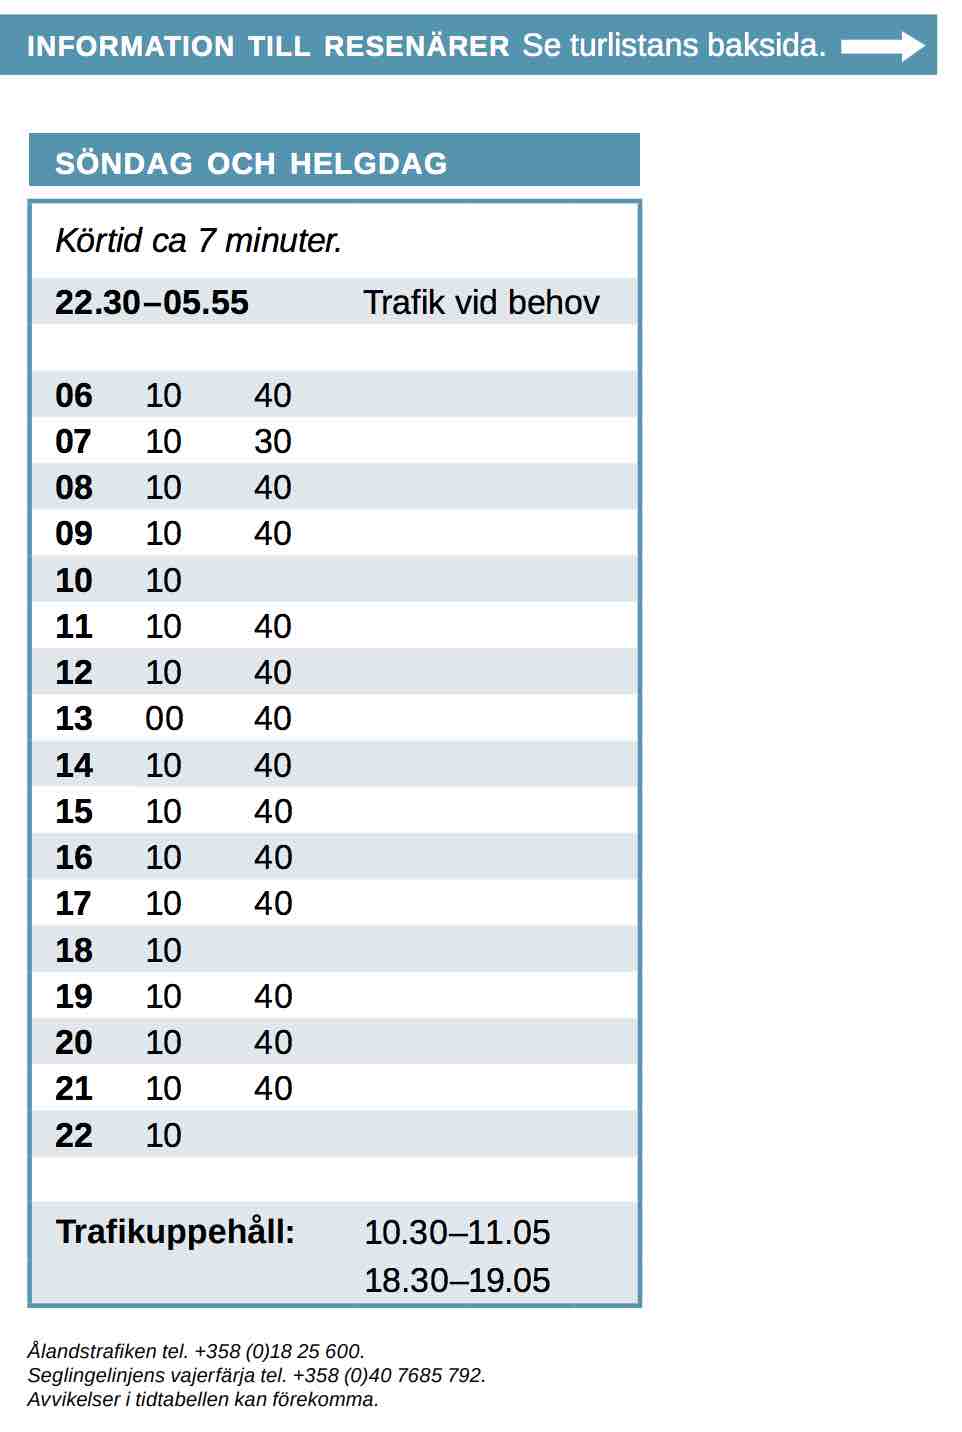 INFORMATION TILL RESENÄRER Se turlistans baksida.
SÖNDAG OCH HELGDAG
Körtid ca 7 minuter.
22.30–05.55 Trafik vid behov
06 10 40
07 10 30
08 10 40
09 10 40
10 10
11 10 40
12 10 40
13 00 40
14 10 40
15 10 40
16 10 40
17 10 40
18 10
19 10 40
20 10 40
21 10 40
22 10
Trafikuppehåll: 10.30–11.05
18.30–19.05
Ålandstrafiken tel. +358 (0)18 25 600.
Seglingelinjens vajerfärja tel. +358 (0)40 7685 792.
Avvikelser i tidtabellen kan förekomma.